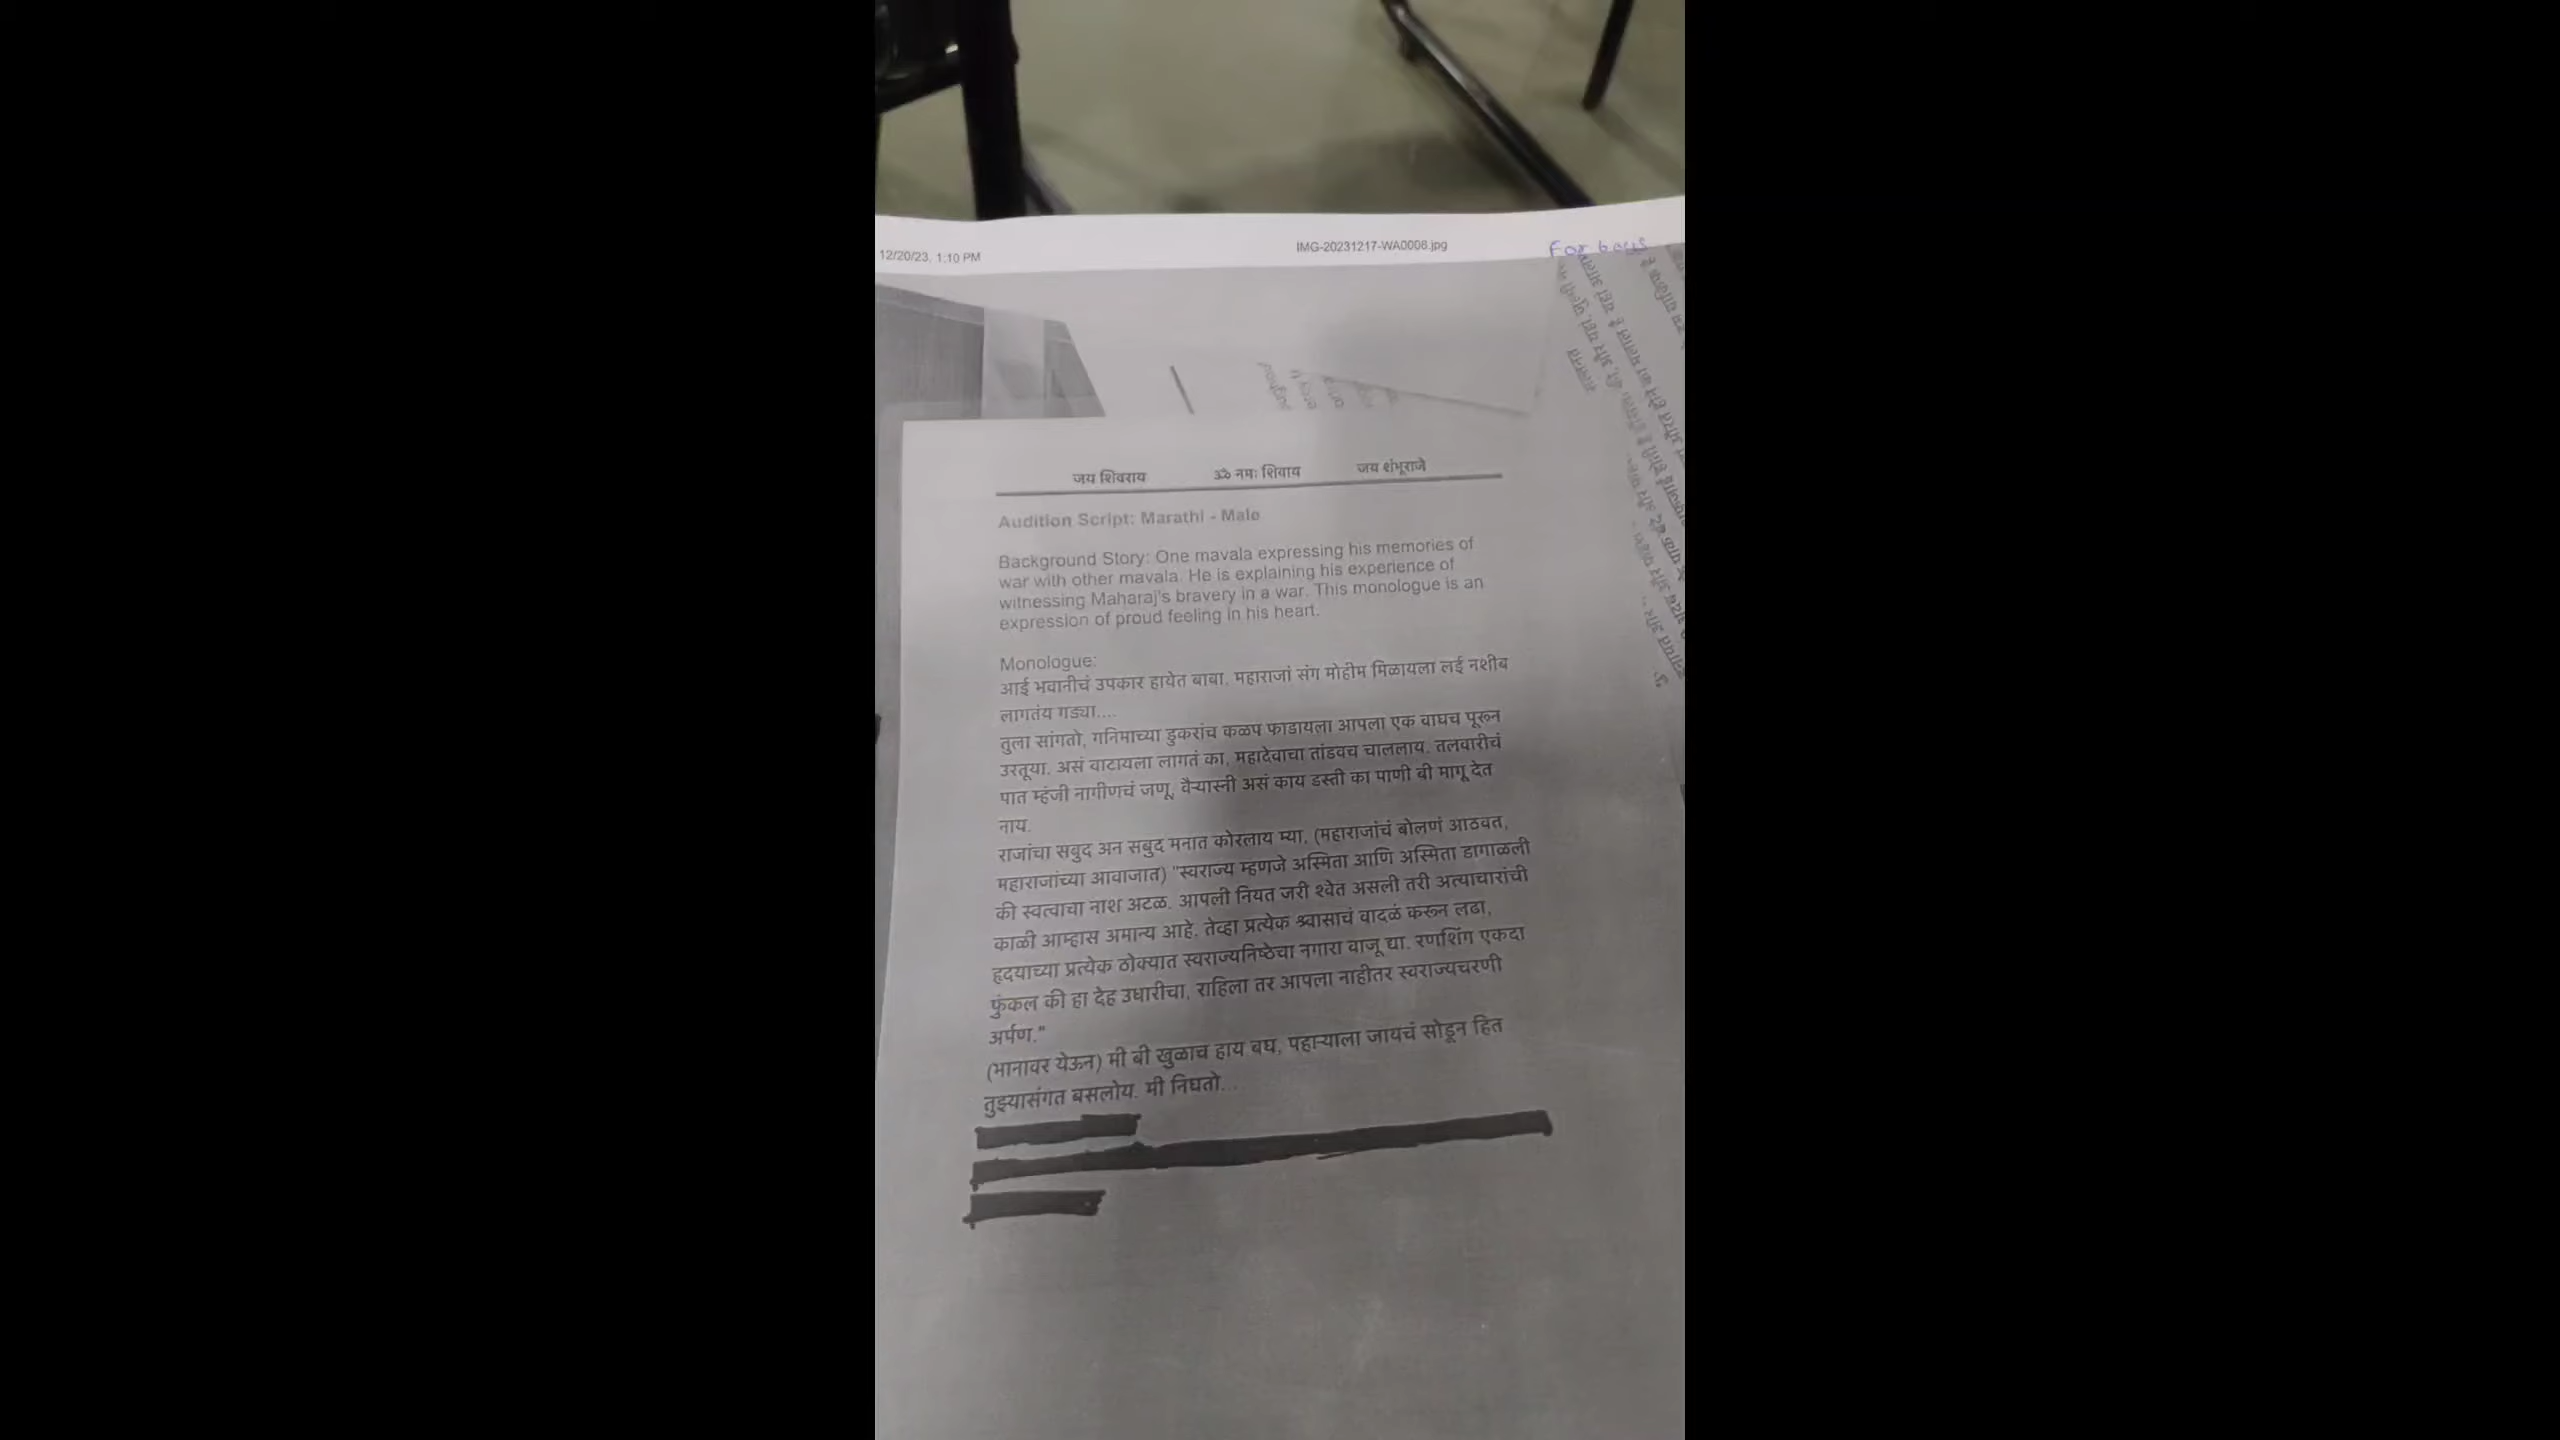 12/20/23, 1:10 PM
IMG-20231217-WA0006.jpg
For boys
जय शिवराय ॐ नमः शिवाय जय शंभूराजे
Audition Script: Marathi - Male
Background Story: One mavala expressing his memories of
war with other mavala. He is explaining his experience of
witnessing Maharaj's bravery in a war. This monologue is an
expression of proud feeling in his heart.
Monologue:
आई भवानीचं उपकार हायेत बाबा. महाराजां संग मोहीम मिळायला लई नशीब
लागतंय गड्या....
तुला सांगतो, गनिमाच्या डुकरांच कळप फाडायला आपला एक वाघच पूरून
उरतूया. असं वाटायला लागतं का, महादेवाचा तांडवच चाललाय. तलवारीचं
पात म्हंजी नागीणचं जणू, वैऱ्यास्नी असं काय डस्ती का पाणी बी मागू देत
नाय.
राजांचा सबुद अन सबुद मनात कोरलाय म्या, (महाराजांचं बोलणं आठवत,
महाराजांच्या आवाजात) "स्वराज्य म्हणजे अस्मिता आणि अस्मिता डागाळली
की स्वत्वाचा नाश अटळ. आपली नियत जरी श्वेत असली तरी अत्याचारांची
काळी आम्हास अमान्य आहे. तेव्हा प्रत्येक श्र्वासाचं वादळं करून लढा,
हृदयाच्या प्रत्येक ठोक्यात स्वराज्यनिष्ठेचा नगारा वाजू द्या. रणशिंग एकदा
फुंकल की हा देह उधारीचा, राहिला तर आपला नाहीतर स्वराज्यचरणी
अर्पण."
(भानावर येऊन) मी बी खुळाच हाय बघ, पहाऱ्याला जायचं सोडून हित
तुझ्यासंगत बसलोय. मी निघतो...